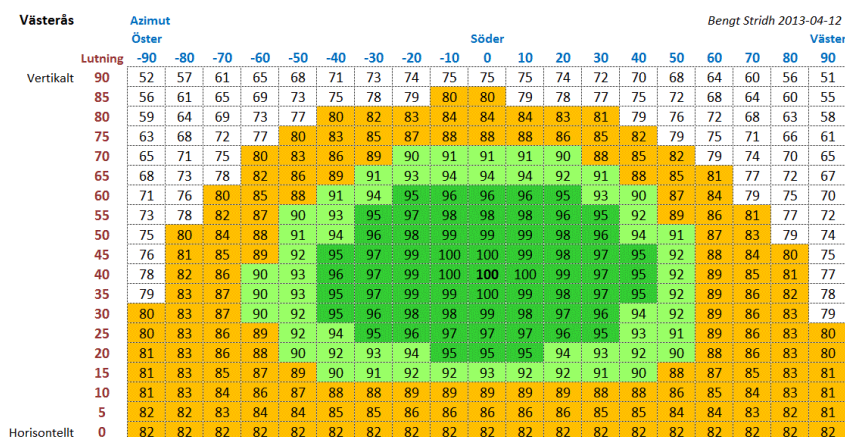 Västerås Azimut Bengt Stridh 2013-04-12
Öster Söder Väster
Lutning -90 -80 -70 -60 -50 -40 -30 -20 -10 0 10 20 30 40 50 60 70 80 90
Vertikalt 90 52 57 61 65 68 71 73 74 75 75 75 74 72 70 68 64 60 56 51
85 56 61 65 69 73 75 78 79 80 80 79 78 77 75 72 68 64 60 55
80 59 64 69 73 77 80 82 83 84 84 84 83 81 79 76 72 68 63 58
75 63 68 72 77 80 83 85 87 88 88 88 86 85 82 79 75 71 66 61
70 65 71 75 80 83 86 89 90 91 91 91 90 88 85 82 79 74 70 65
65 68 73 78 82 86 89 91 93 94 94 94 92 91 88 85 81 77 72 67
60 71 76 80 85 88 91 94 95 96 96 96 95 93 90 87 84 79 75 70
55 73 78 82 87 90 93 95 97 98 98 98 96 95 92 89 86 81 77 72
50 75 80 84 88 91 94 96 98 99 99 99 98 96 94 91 87 83 79 74
45 76 81 85 89 92 95 97 99 100 100 99 98 97 95 92 88 84 80 75
40 78 82 86 90 93 96 97 99 100 100 100 99 97 95 92 89 85 81 77
35 79 83 87 90 93 95 97 99 99 100 99 98 97 95 92 89 86 82 78
30 80 83 87 90 92 95 96 98 98 99 98 97 96 94 92 89 86 83 79
25 80 83 86 89 92 94 95 96 97 97 97 96 95 93 91 89 86 83 80
20 81 83 86 88 90 92 93 94 95 95 95 94 93 92 90 88 86 83 80
15 81 83 85 87 89 90 91 92 92 93 92 92 91 90 88 87 85 83 81
10 81 83 84 86 87 88 88 89 89 89 89 89 88 88 86 85 84 83 81
5 82 82 83 84 84 85 85 86 86 86 86 86 85 85 84 84 83 82 81
Horisontellt 0 82 82 82 82 82 82 82 82 82 82 82 82 82 82 82 82 82 82 82